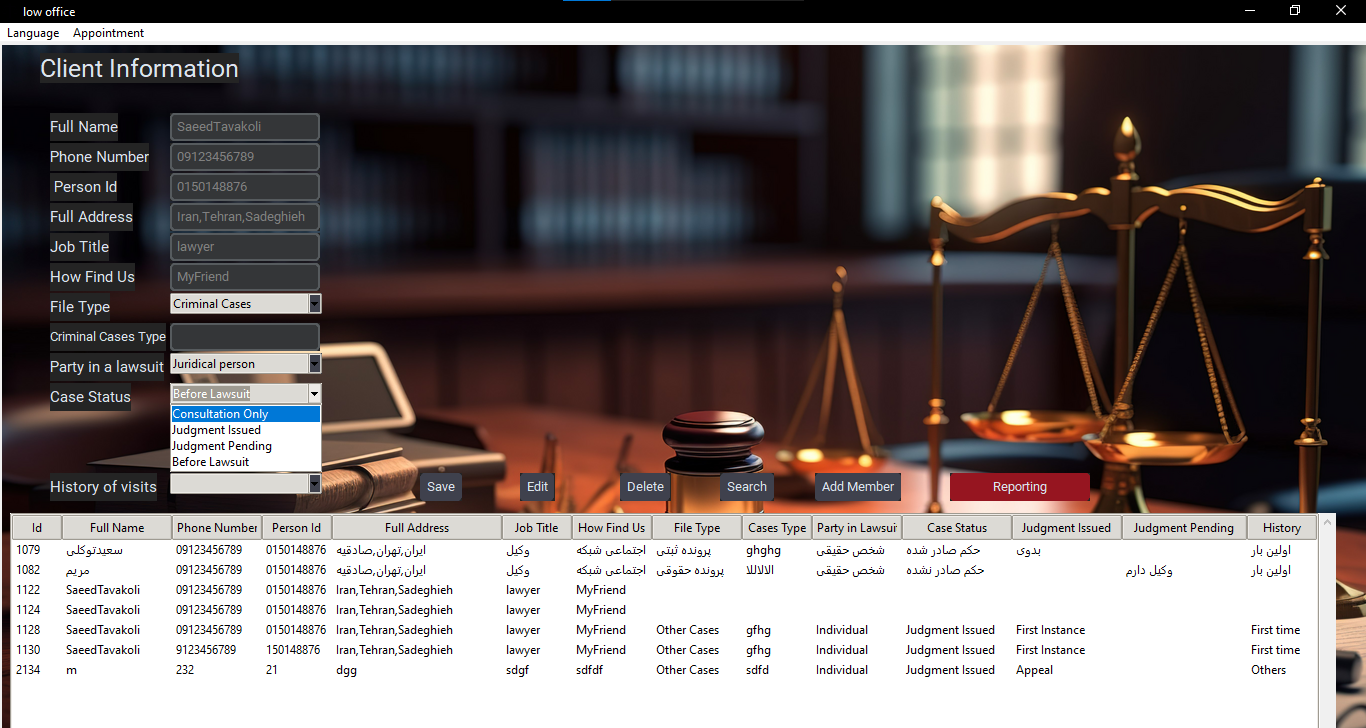 low office
Language Appointment
Client Information
Full Name SaeedTavakoli
Phone Number 09123456789
Person Id 0150148876
Full Address Iran,Tehran,Sadeghieh
Job Title lawyer
How Find Us MyFriend
File Type Criminal Cases
Criminal Cases Type
Party in a lawsuit Juridical person
Case Status Before Lawsuit
Consultation Only
Judgment Issued
Judgment Pending
Before Lawsuit
History of visits Save Edit Delete Search Add Member Reporting
Id Full Name Phone Number Person Id Full Address Job Title How Find Us File Type Cases Type Party in Lawsui Case Status Judgment Issued Judgment Pending History
1079 سعیدتوکلی 09123456789 0150148876 ایران,تهران,صادقیه وکیل اجتماعی شبکه پرونده ثبتی ghghg شخص حقیقی حکم صادر شده بدوی اولین بار
1082 مریم 09123456789 0150148876 ایران,تهران,صادقیه وکیل اجتماعی شبکه پرونده حقوقی الالاللا شخص حقیقی حکم صادر نشده وکیل دارم اولین بار
1122 SaeedTavakoli 09123456789 0150148876 Iran,Tehran,Sadeghieh lawyer MyFriend
1124 SaeedTavakoli 09123456789 0150148876 Iran,Tehran,Sadeghieh lawyer MyFriend
1128 SaeedTavakoli 09123456789 0150148876 Iran,Tehran,Sadeghieh lawyer MyFriend Other Cases gfhg Individual Judgment Issued First Instance First time
1130 SaeedTavakoli 9123456789 150148876 Iran,Tehran,Sadeghieh lawyer MyFriend Other Cases gfhg Individual Judgment Issued First Instance First time
2134 m 232 21 dgg sdgf sdfdf Other Cases sdfd Individual Judgment Issued Appeal Others